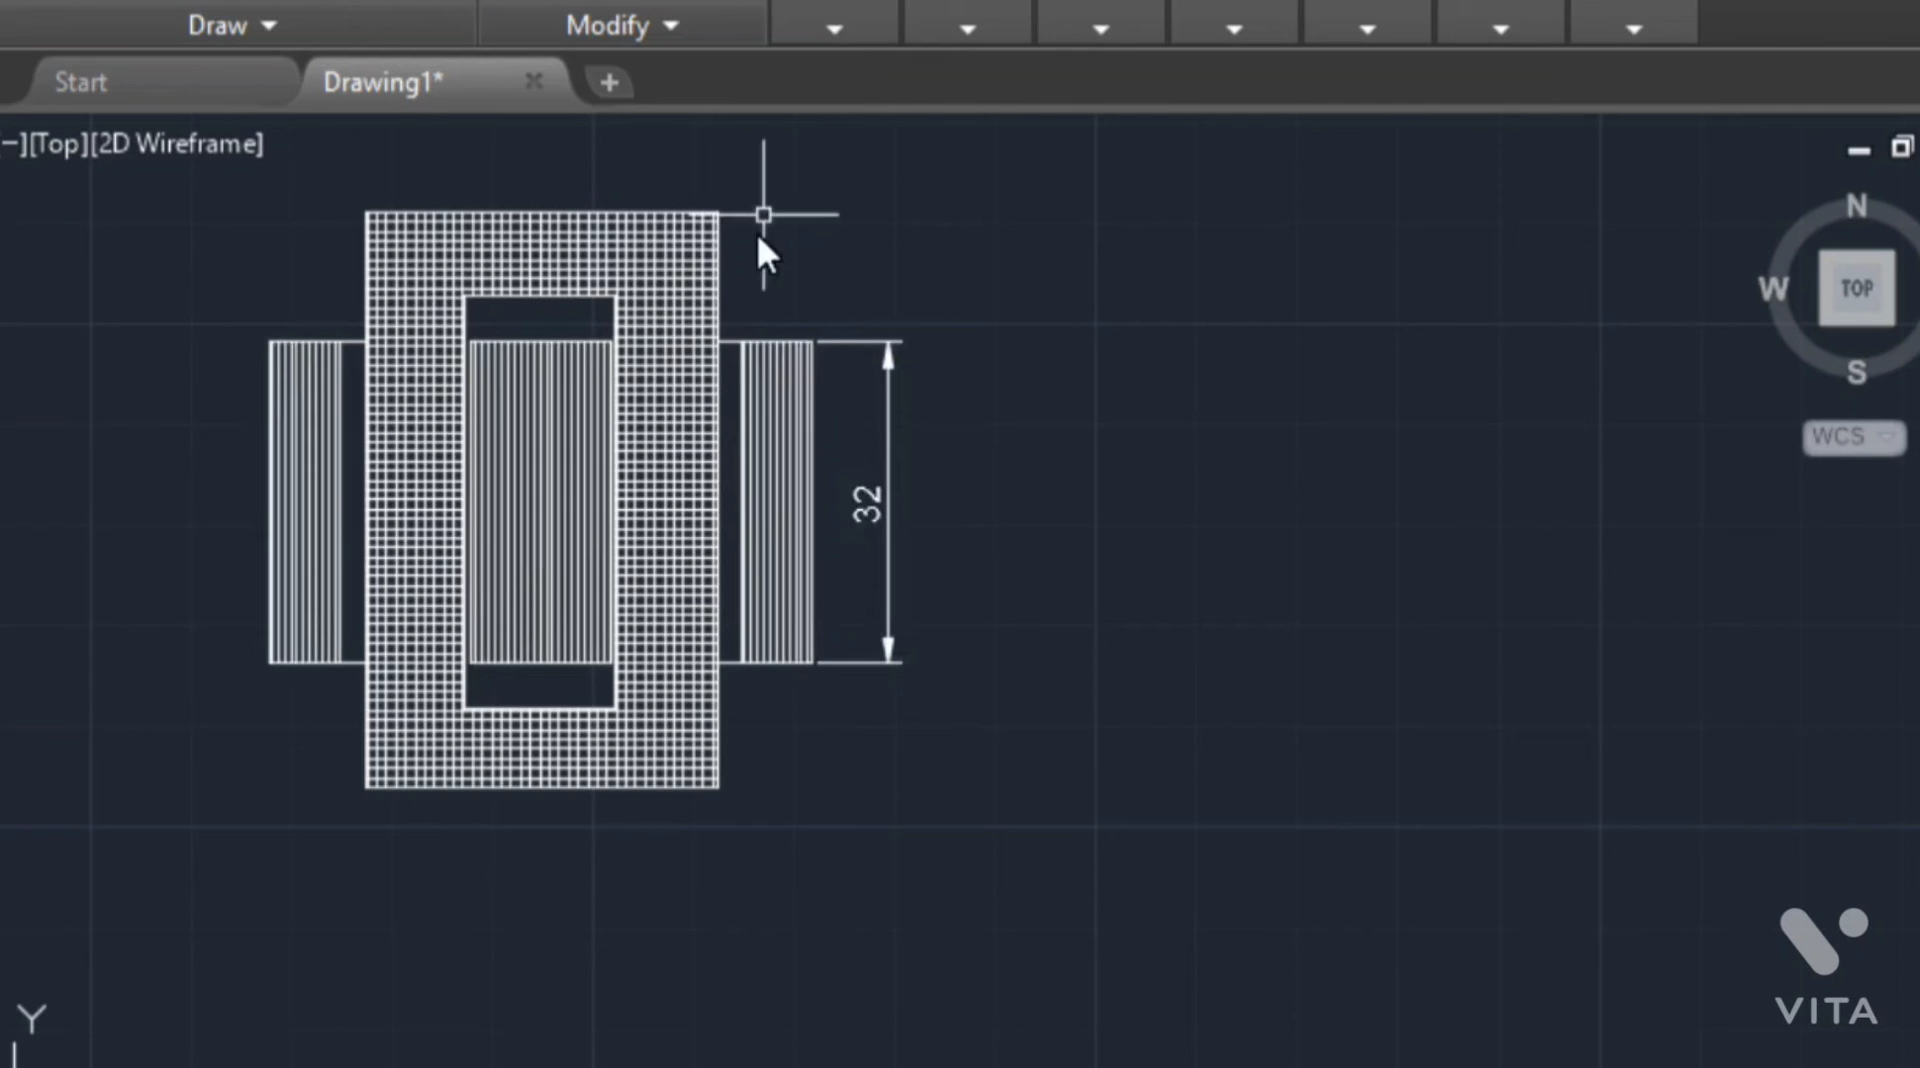 Draw
Modify
Start
Drawing1*
[−][Top][2D Wireframe]
N
W
TOP
S
WCS
32
Y
VITA